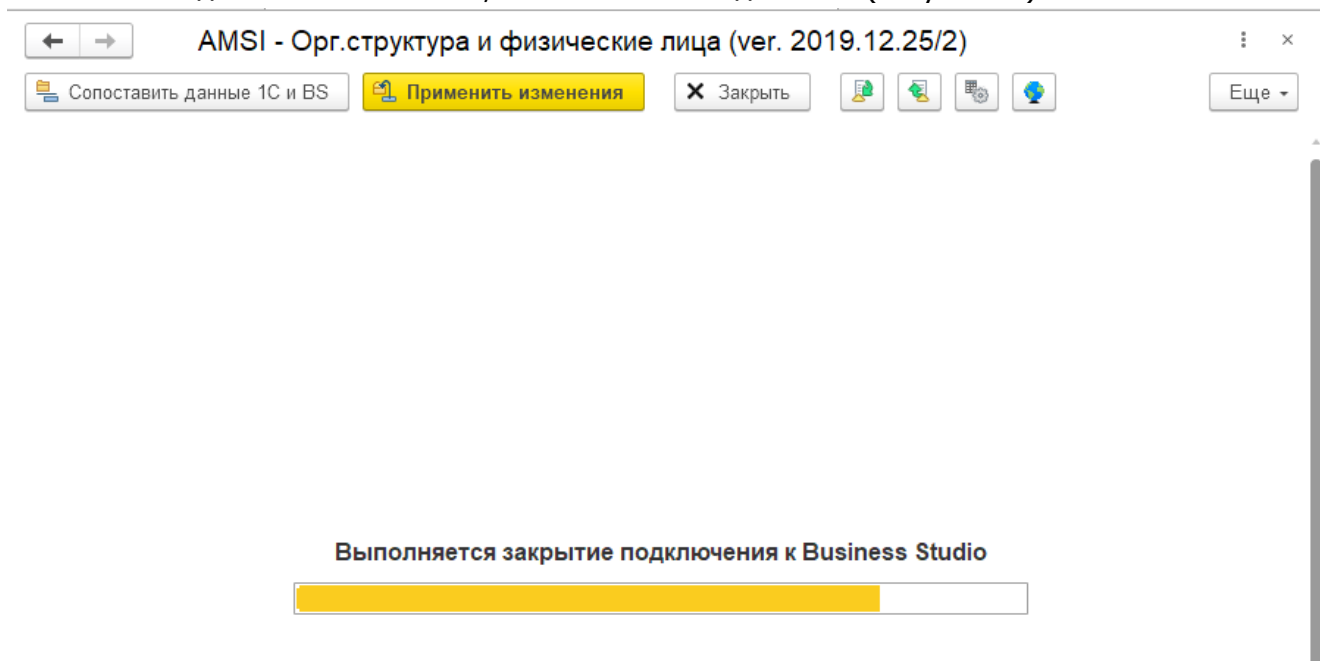 AMSI - Орг.структура и физические лица (ver. 2019.12.25/2)
Сопоставить данные 1С и BS Применить изменения Закрыть Еще
Выполняется закрытие подключения к Business Studio